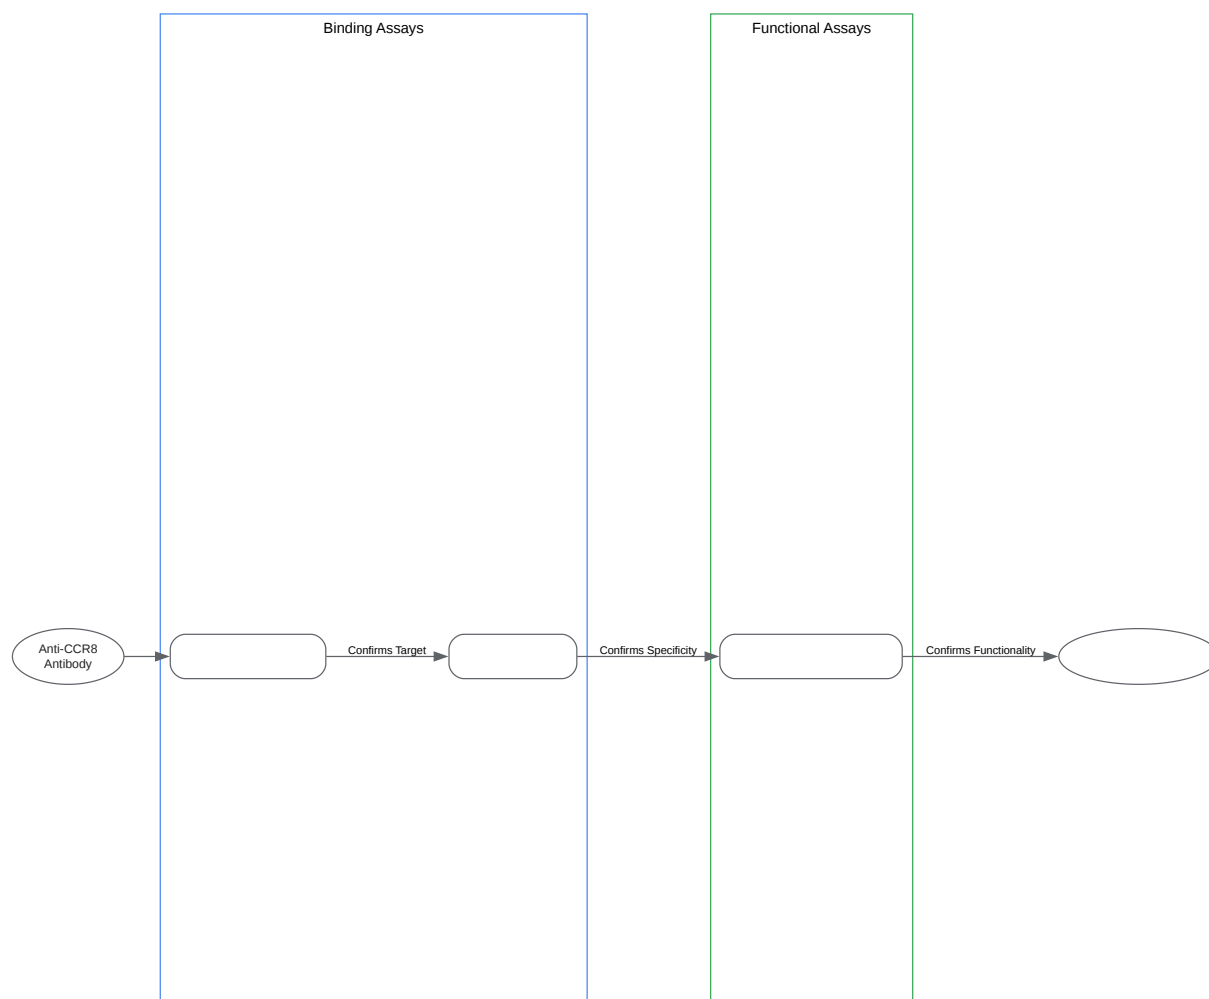 Binding Assays
Functional Assays
Anti-CCR8
Antibody
Confirms Target
Confirms Specificity
Confirms Functionality